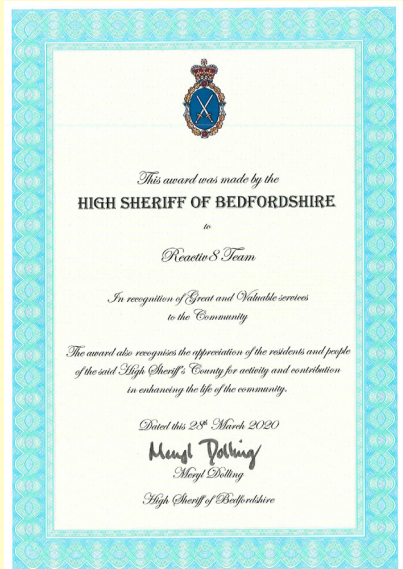 This award was made by the
HIGH SHERIFF OF BEDFORDSHIRE
to
Reactiv8 Team
In recognition of Great and Valuable services
to the Community
The award also recognises the appreciation of the residents and people
of the said High Sheriff's County for activity and contribution
in enhancing the life of the community.
Dated this 28th March 2020
Meryl Dolling
Meryl Dolling
High Sheriff of Bedfordshire